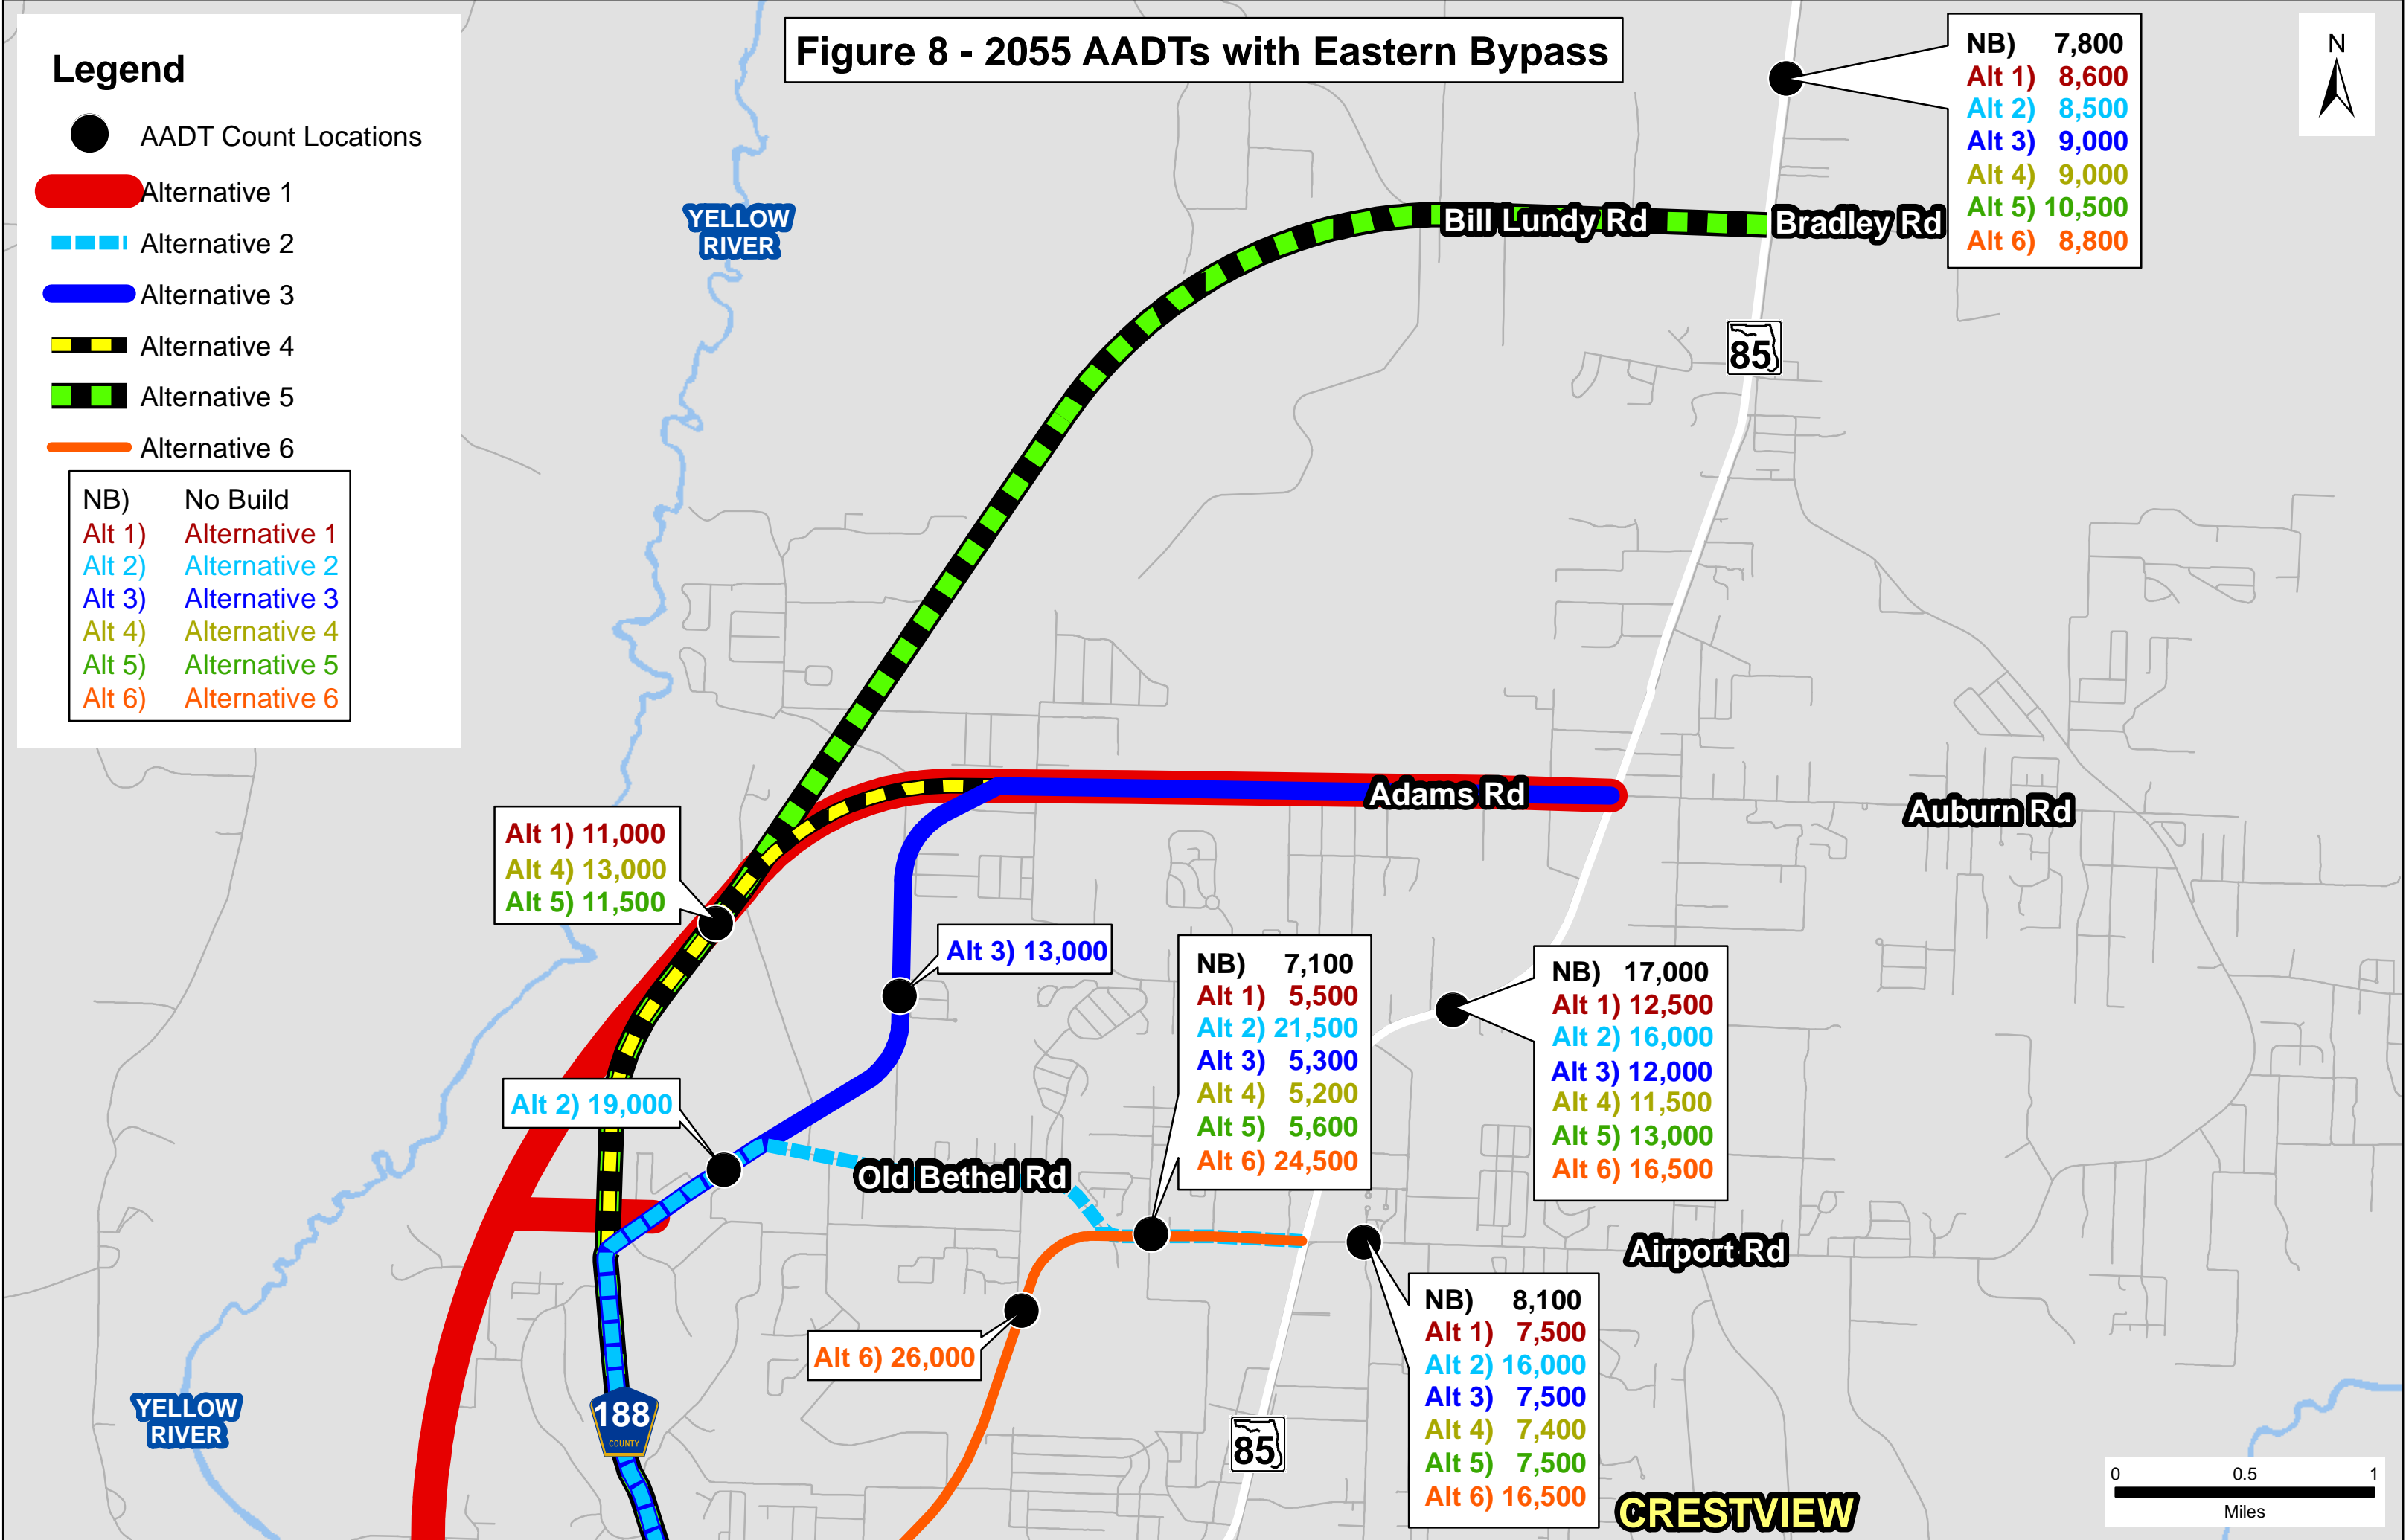 Figure 8 - 2055 AADTs with Eastern Bypass
Legend
AADT Count Locations
Alternative 1
Alternative 2
Alternative 3
Alternative 4
Alternative 5
Alternative 6
NB) No Build
Alt 1) Alternative 1
Alt 2) Alternative 2
Alt 3) Alternative 3
Alt 4) Alternative 4
Alt 5) Alternative 5
Alt 6) Alternative 6
NB) 7,800
Alt 1) 8,600
Alt 2) 8,500
Alt 3) 9,000
Alt 4) 9,000
Alt 5) 10,500
Alt 6) 8,800
N
YELLOW
RIVER
Bill Lundy Rd
Bradley Rd
85
Adams Rd
Auburn Rd
Alt 1) 11,000
Alt 4) 13,000
Alt 5) 11,500
Alt 3) 13,000
NB) 7,100
Alt 1) 5,500
Alt 2) 21,500
Alt 3) 5,300
Alt 4) 5,200
Alt 5) 5,600
Alt 6) 24,500
NB) 17,000
Alt 1) 12,500
Alt 2) 16,000
Alt 3) 12,000
Alt 4) 11,500
Alt 5) 13,000
Alt 6) 16,500
Alt 2) 19,000
Old Bethel Rd
Airport Rd
NB) 8,100
Alt 1) 7,500
Alt 2) 16,000
Alt 3) 7,500
Alt 4) 7,400
Alt 5) 7,500
Alt 6) 16,500
Alt 6) 26,000
YELLOW
RIVER
188
COUNTY
85
CRESTVIEW
0 0.5 1
Miles